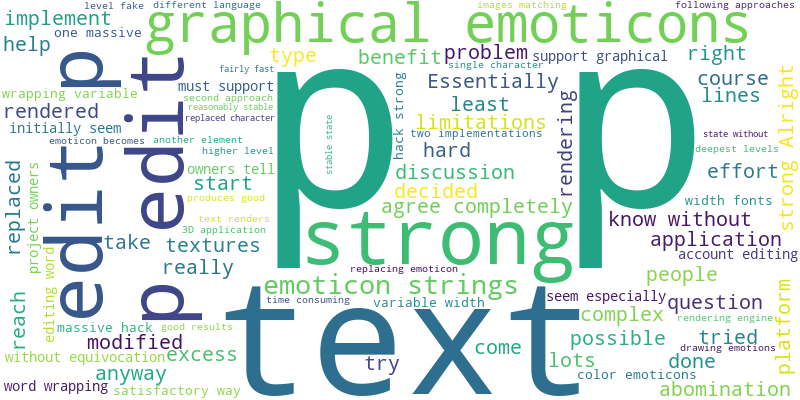 level fake
different language
images matching
following approaches
implement
graphical emoticons
one massive
help
type
benefit
problem
support graphical
right
single character
fairly fast
wrapping variable
must support
Essentially
course
second approach
rendered
reasonably stable
replaced character
least
lines
limitations
initially seem
two implementations
state without
emoticon becomes
another element
hard
deepest levels
higher level
discussion
effort
owners tell
start
decided
produces good
agree completely
width fonts
text renders
know without
3D application
take
textures
application
account editing
really
replacing emoticon
people
emoticon strings
seem especially
question
time consuming
variable width
complex
rendering engine
massive hack
good results
possible
tried
modified
come
drawing emotions
without equivocation
excess
try
lots
done
color emoticons
anyway
word wrapping
satisfactory way
abomination
p
p
strong
text
edit p
p edit
replaced
project owners
editing word
reach
stable state
hack strong
rendering
strong Alright
platform